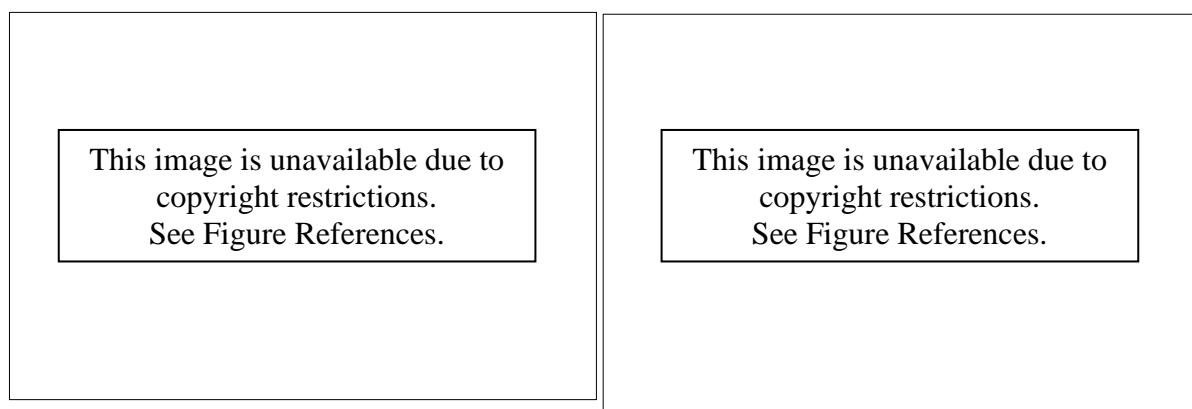 This image is unavailable due to
copyright restrictions.
See Figure References.
This image is unavailable due to
copyright restrictions.
See Figure References.